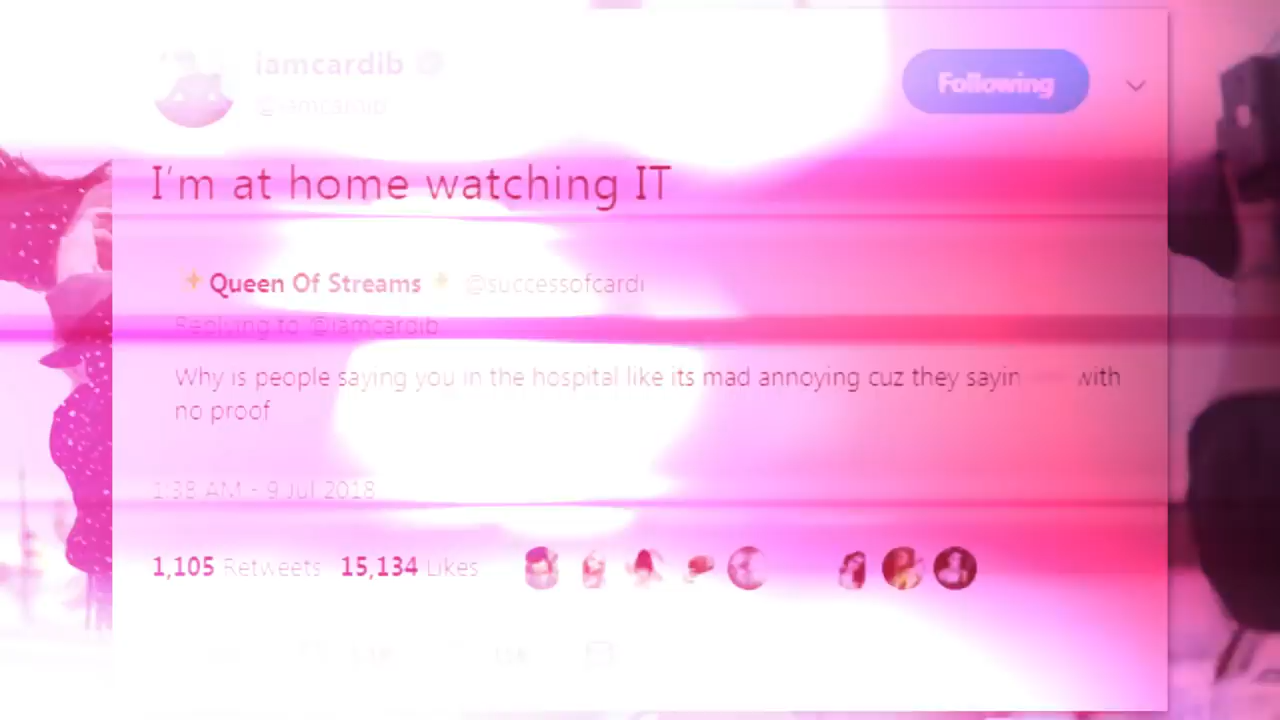 iamcardib
@iamcardib
Following
I'm at home watching IT
Queen Of Streams @successofcardi
Replying to @iamcardib
Why is people saying you in the hospital like its mad annoying cuz they sayin with
no proof
1:38 AM - 9 Jul 2018
1,105 Retweets 15,134 Likes